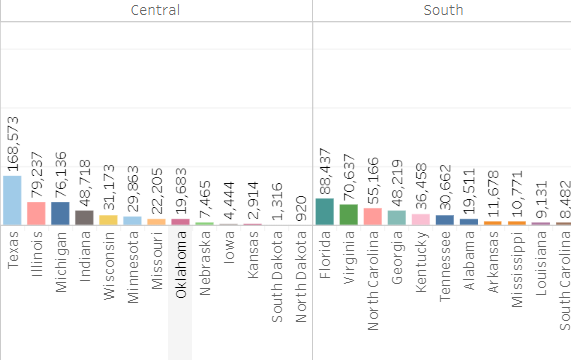 Central
South
168,573
79,237
76,136
48,718
31,173
29,863
22,205
19,683
7,465
4,444
2,914
1,316
920
88,437
70,637
55,166
48,219
36,458
30,662
19,511
11,678
10,771
9,131
8,482
Texas
Illinois
Michigan
Indiana
Wisconsin
Minnesota
Missouri
Oklahoma
Nebraska
Iowa
Kansas
South Dakota
North Dakota
Florida
Virginia
North Carolina
Georgia
Kentucky
Tennessee
Alabama
Arkansas
Mississippi
Louisiana
South Carolina